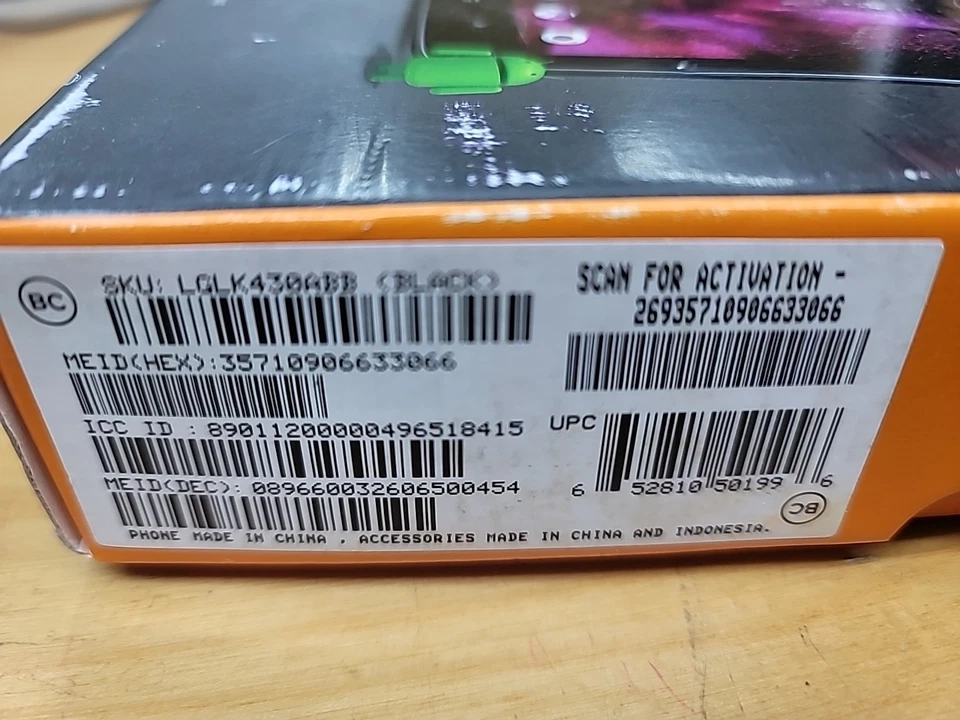 BC
SKU: LGLK430ABB (BLACK)
SCAN FOR ACTIVATION -
26935710906633066
MEID(HEX):35710906633066
ICC ID : 8901120000496518415
UPC
MEID(DEC): 089660032606500454
6 52810 50199 6
BC
PHONE MADE IN CHINA , ACCESSORIES MADE IN CHINA AND INDONESIA.